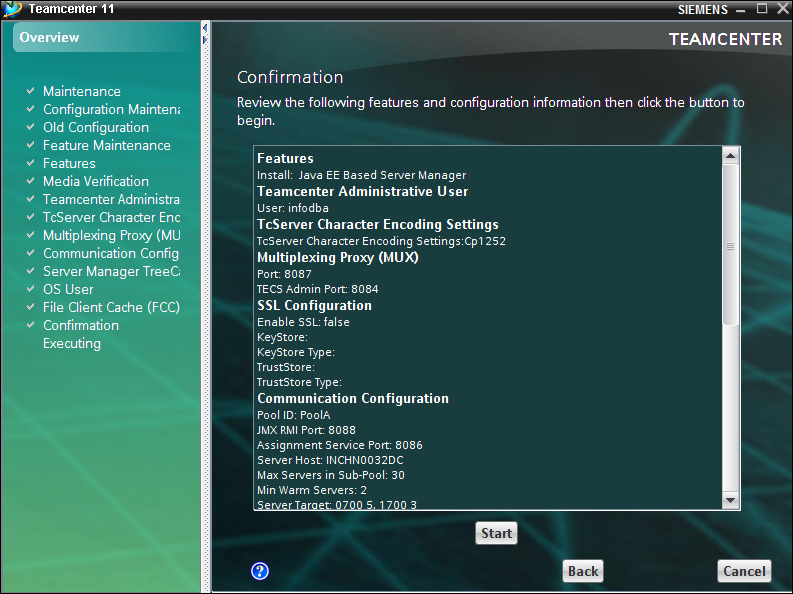 Teamcenter 11
SIEMENS
Overview
TEAMCENTER
Maintenance
Configuration Maintena
Old Configuration
Feature Maintenance
Features
Media Verification
Teamcenter Administra
TcServer Character Enc
Multiplexing Proxy (MU
Communication Config
Server Manager TreeCa
OS User
File Client Cache (FCC)
Confirmation
Executing
Confirmation
Review the following features and configuration information then click the button to
begin.
Features
Install: Java EE Based Server Manager
Teamcenter Administrative User
User: infodba
TcServer Character Encoding Settings
TcServer Character Encoding Settings:Cp1252
Multiplexing Proxy (MUX)
Port: 8087
TECS Admin Port: 8084
SSL Configuration
Enable SSL: false
KeyStore:
KeyStore Type:
TrustStore:
TrustStore Type:
Communication Configuration
Pool ID: PoolA
JMX RMI Port: 8088
Assignment Service Port: 8086
Server Host: INCHN0032DC
Max Servers in Sub-Pool: 30
Min Warm Servers: 2
Server Target: 0700 5, 1700 3
Start
?
Back
Cancel